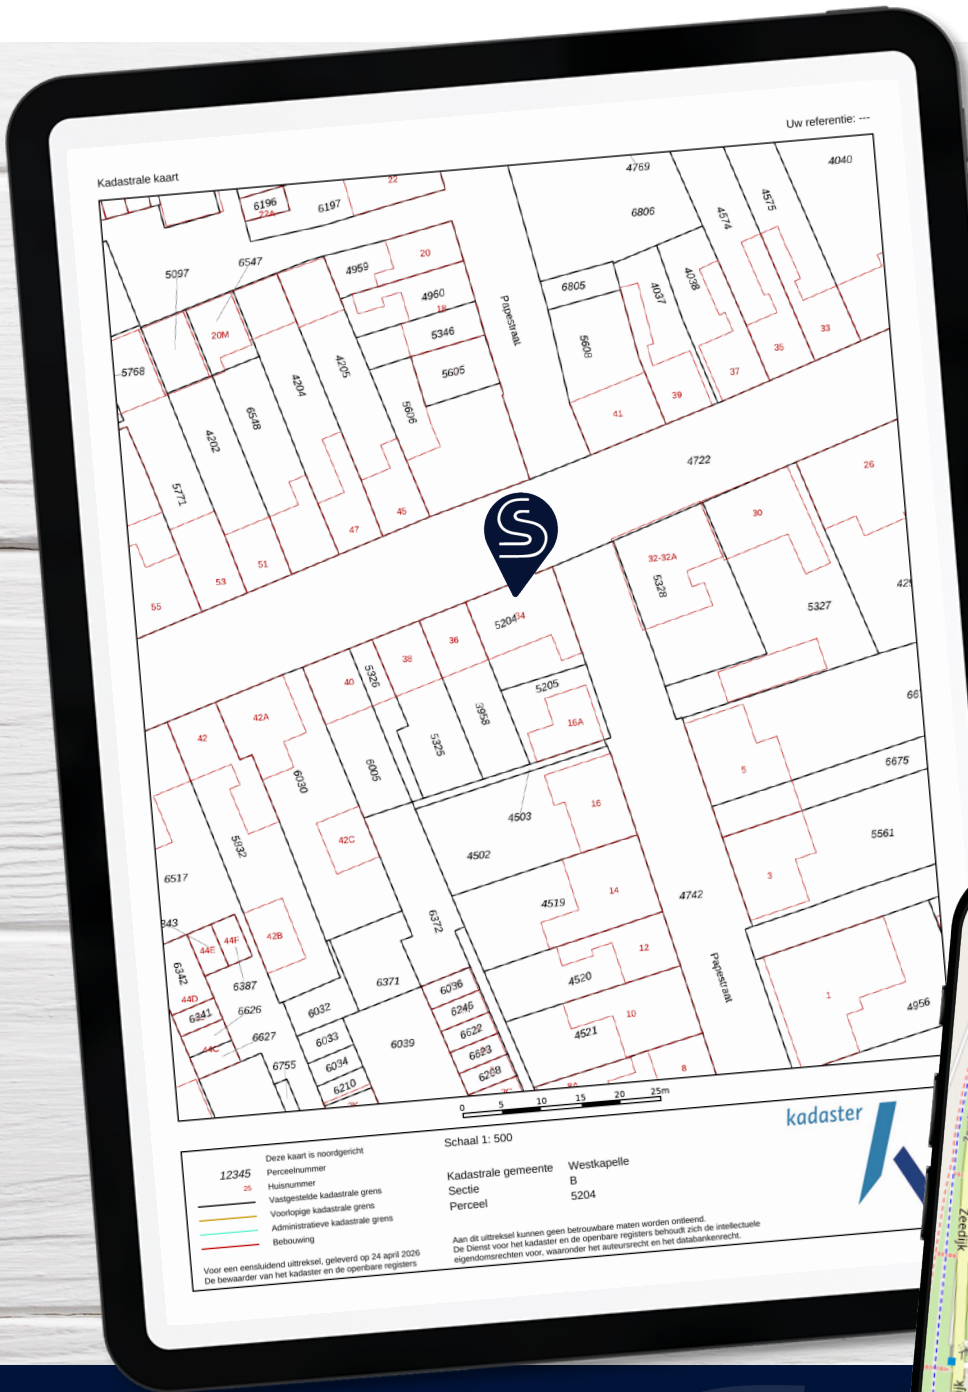 Uw referentie: ---
Kadastrale kaart
22
4769
4040
6196
22A
6197
6806
4574
4575
5097
6547
4959
20
6805
4037
4038
4960
18
Papestraat
5346
33
20M
5608
35
5768
4204
4205
5605
37
39
6548
5606
41
4202
4722
26
5771
45
30
47
51
53
55
32-32A
5328
5327
5204
34
36
38
5326
40
5205
42A
3958
16A
42
5325
6005
6030
5
6675
16
4503
5832
42C
4502
5561
6517
3
14
4519
4742
6372
42B
44E
44F
12
6342
6387
6371
4520
Papestraat
44D
6036
1
6341
6626
6032
6246
10
4956
44C
6627
6033
6039
6622
4521
6755
6034
6623
8
6210
6208
8A
0 5 10 15 20 25m
Schaal 1: 500
kadaster
Deze kaart is noordgericht
12345 Perceelnummer
25 Huisnummer
Vastgestelde kadastrale grens
Voorlopige kadastrale grens
Administratieve kadastrale grens
Bebouwing
Kadastrale gemeente Westkapelle
Sectie B
Perceel 5204
Voor een eensluidend uittreksel, geleverd op 24 april 2026
De bewaarder van het kadaster en de openbare registers
Aan dit uittreksel kunnen geen betrouwbare maten worden ontleend.
De Dienst voor het kadaster en de openbare registers behoudt zich de intellectuele
eigendomsrechten voor, waaronder het auteursrecht en het databankenrecht.
Zeedijk